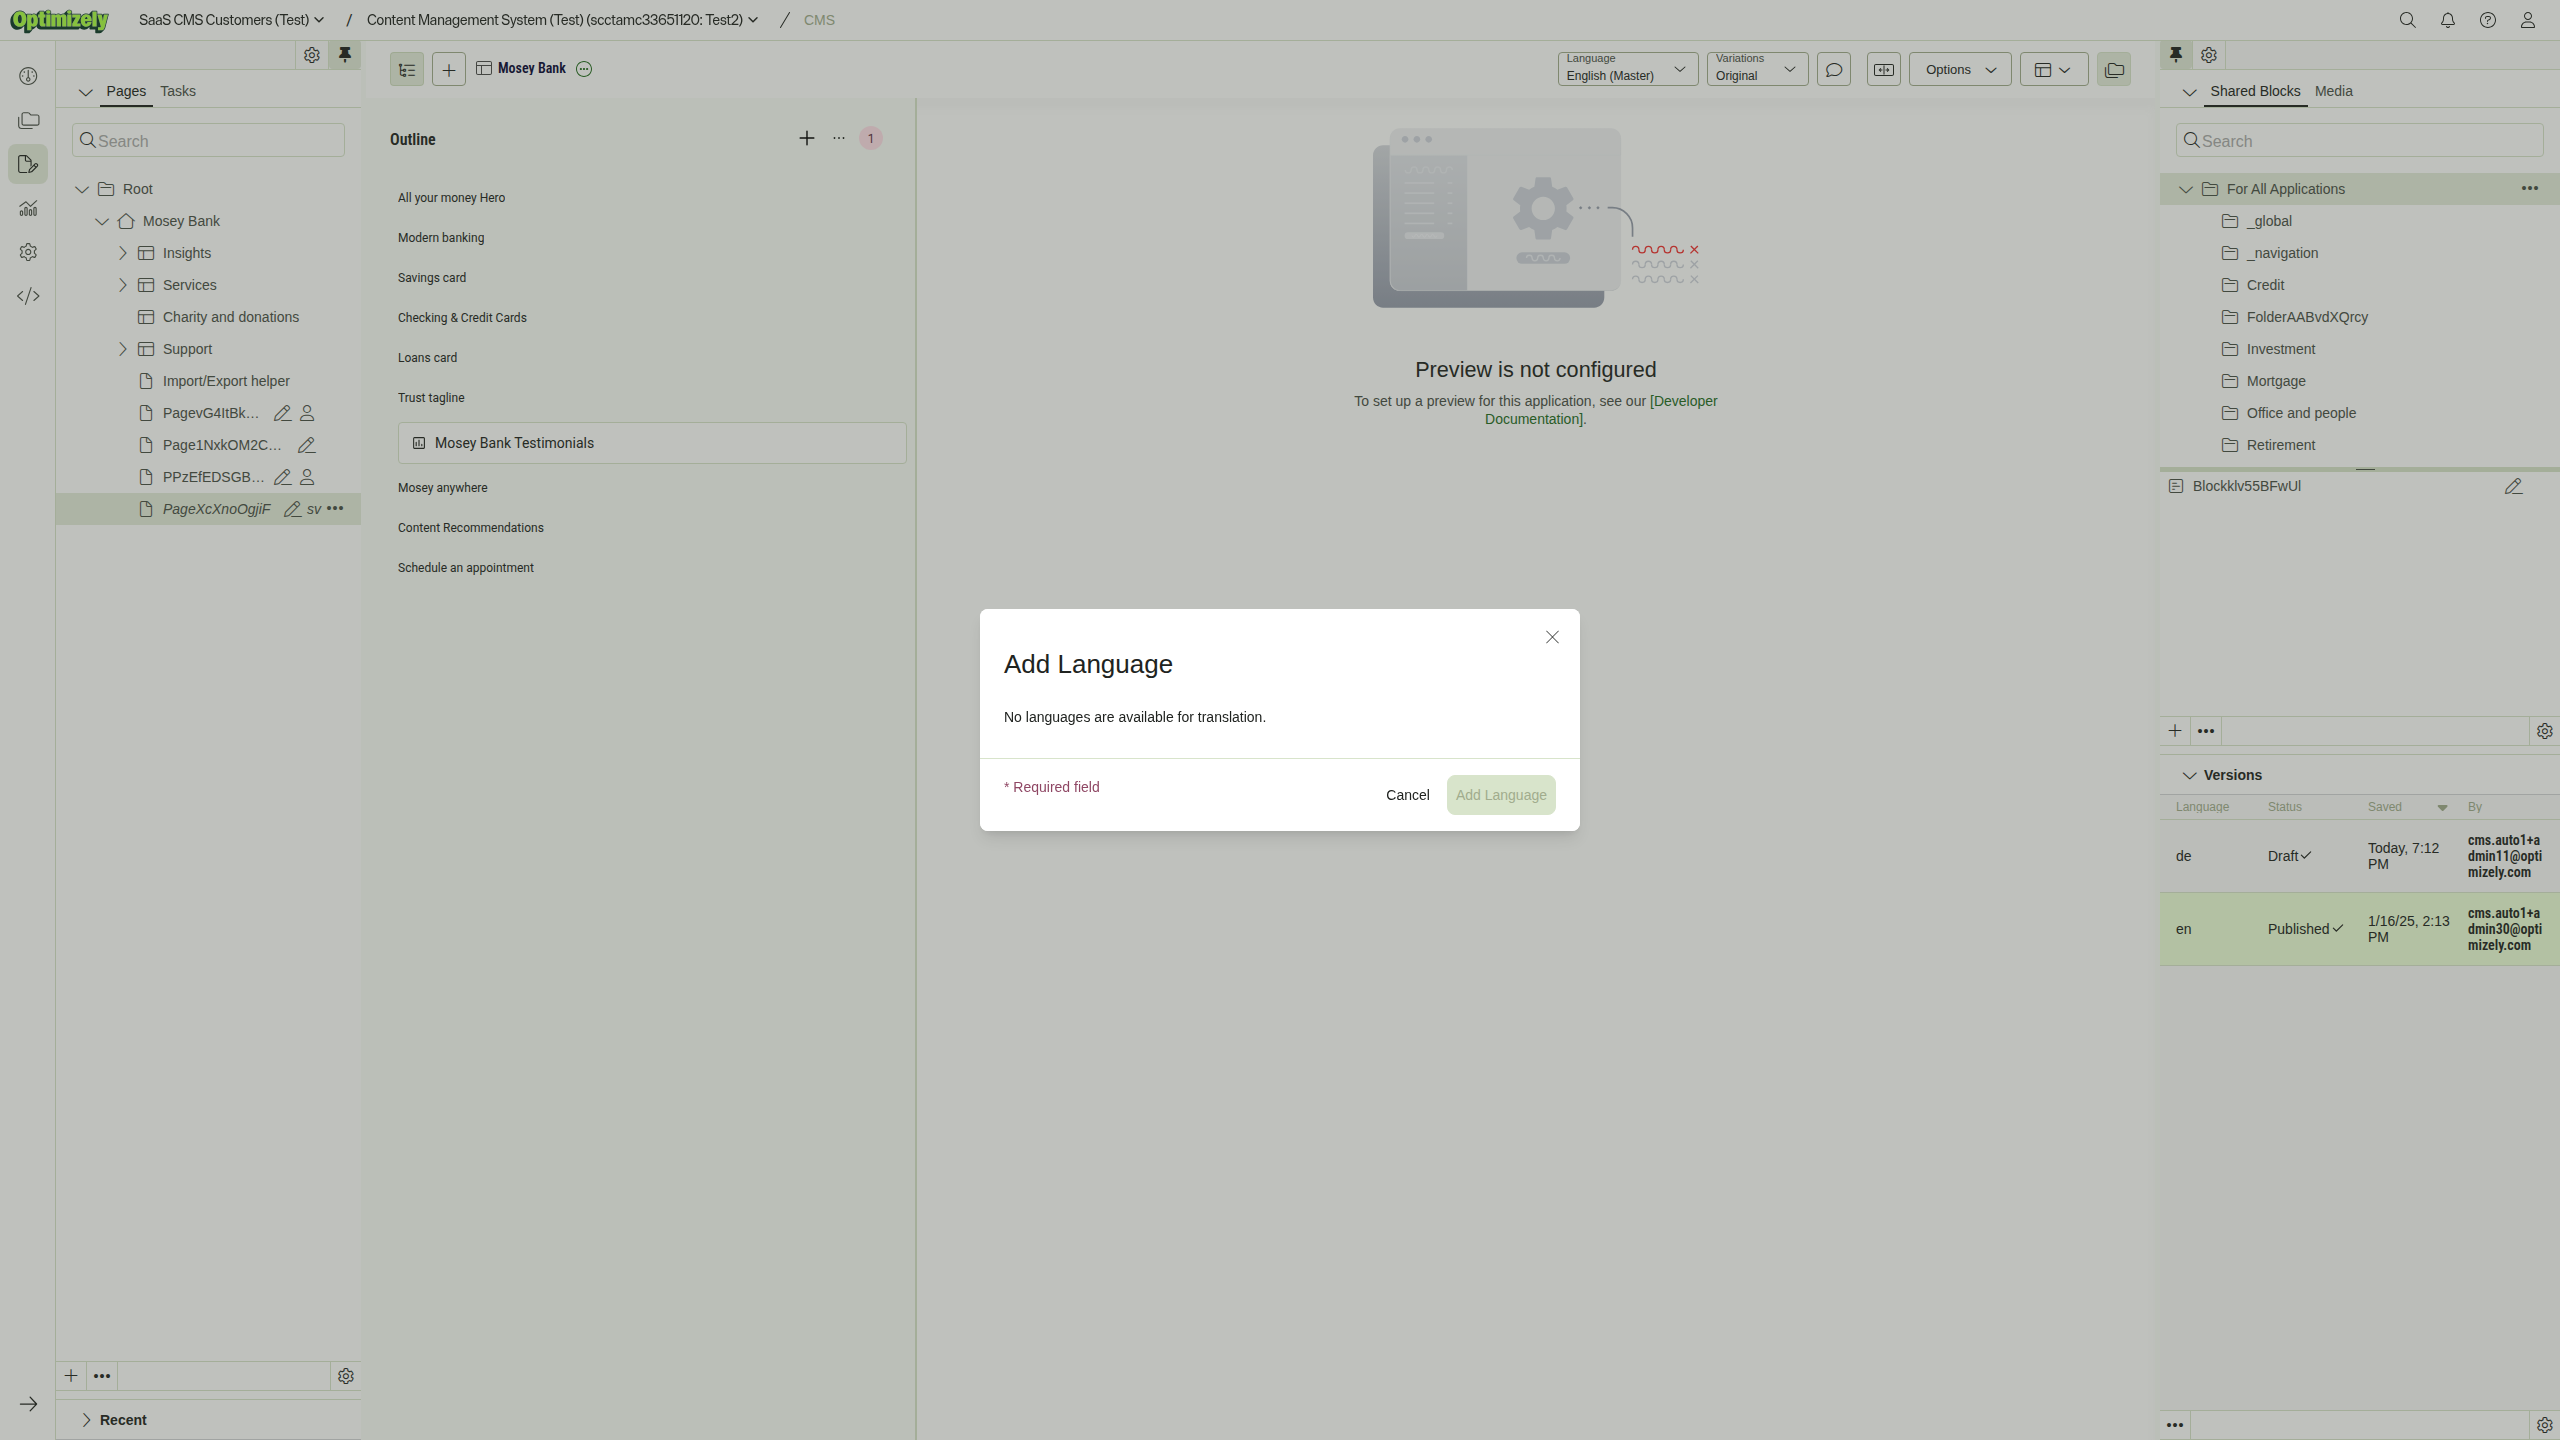 Optimizely
SaaS CMS Customers (Test) / Content Management System (Test) (scctamc33651120: Test2) / CMS
Pages Tasks
Search
Root
Mosey Bank
Insights
Services
Charity and donations
Support
Import/Export helper
PagevG4ItBk...
Page1NxkOM2C...
PPzEfEDSGB...
PageXcXnoOgjiF sv
Recent
Mosey Bank
Language
English (Master)
Variations
Original
Options
Outline
1
All your money Hero
Modern banking
Savings card
Checking & Credit Cards
Loans card
Trust tagline
Mosey Bank Testimonials
Mosey anywhere
Content Recommendations
Schedule an appointment
Preview is not configured
To set up a preview for this application, see our [Developer
Documentation].
Add Language
No languages are available for translation.
* Required field
Cancel
Add Language
Shared Blocks Media
Search
For All Applications
_global
_navigation
Credit
FolderAABvdXQrcy
Investment
Mortgage
Office and people
Retirement
Blockklv55BFwUl
Versions
Language Status Saved By
de Draft Today, 7:12 PM cms.auto1+admin11@optimizely.com
en Published 1/16/25, 2:13 PM cms.auto1+admin30@optimizely.com